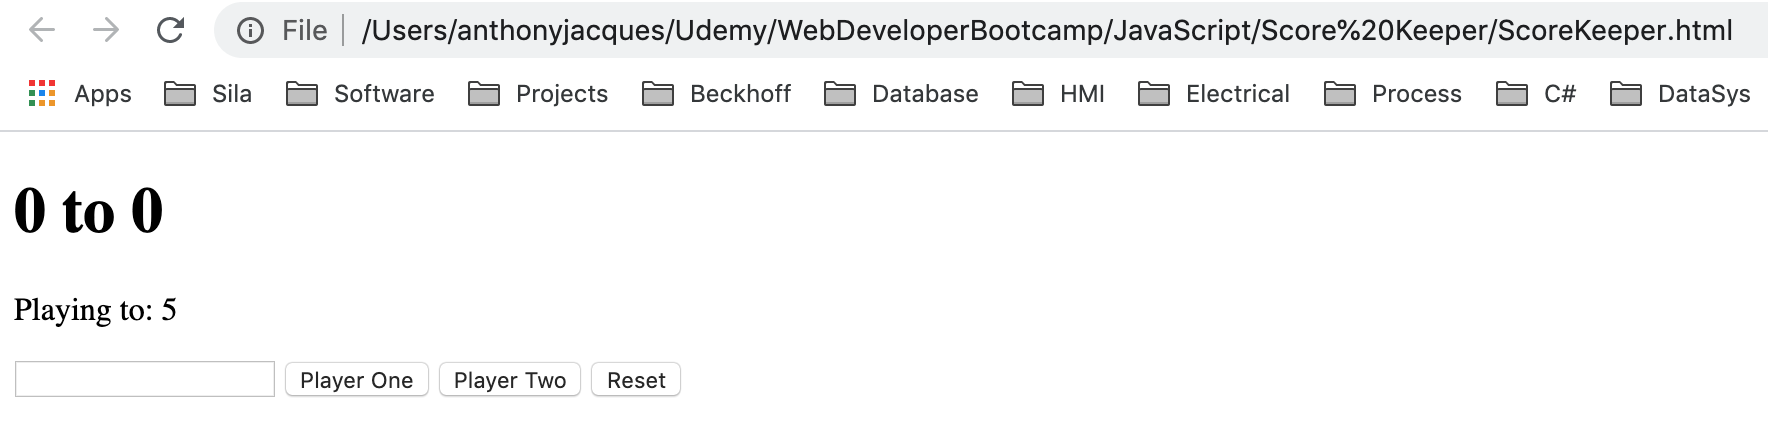 File /Users/anthonyjacques/Udemy/WebDeveloperBootcamp/JavaScript/Score%20Keeper/ScoreKeeper.html
Apps Sila Software Projects Beckhoff Database HMI Electrical Process C# DataSys
0 to 0
Playing to: 5
Player One Player Two Reset